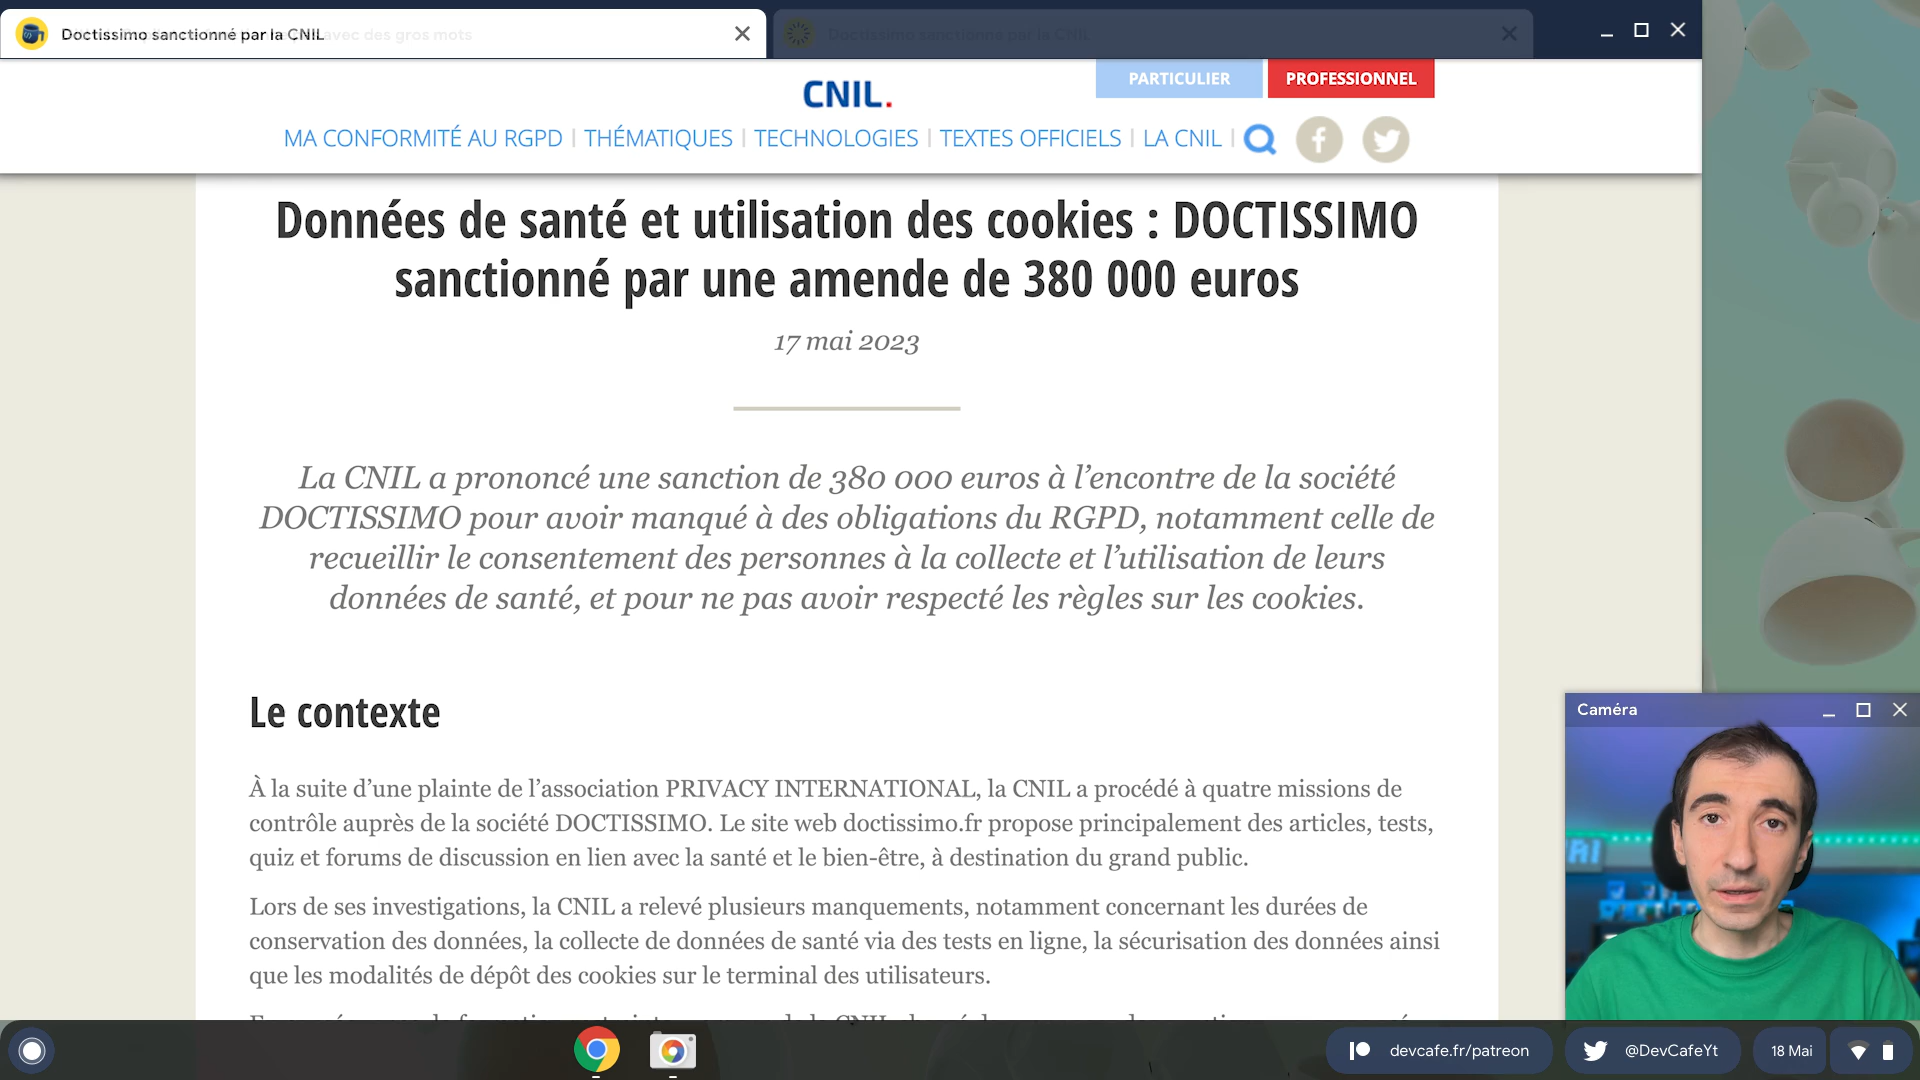 Doctissimo sanctionné par la CNIL
avec des gros mots
Doctissimo sanctionné par la CNIL
PARTICULIER
PROFESSIONNEL
CNIL.
MA CONFORMITÉ AU RGPD | THÉMATIQUES | TECHNOLOGIES | TEXTES OFFICIELS | LA CNIL |
Données de santé et utilisation des cookies : DOCTISSIMO
sanctionné par une amende de 380 000 euros
17 mai 2023
La CNIL a prononcé une sanction de 380 000 euros à l’encontre de la société
DOCTISSIMO pour avoir manqué à des obligations du RGPD, notamment celle de
recueillir le consentement des personnes à la collecte et l’utilisation de leurs
données de santé, et pour ne pas avoir respecté les règles sur les cookies.
Le contexte
À la suite d’une plainte de l’association PRIVACY INTERNATIONAL, la CNIL a procédé à quatre missions de
contrôle auprès de la société DOCTISSIMO. Le site web doctissimo.fr propose principalement des articles, tests,
quiz et forums de discussion en lien avec la santé et le bien-être, à destination du grand public.
Lors de ses investigations, la CNIL a relevé plusieurs manquements, notamment concernant les durées de
conservation des données, la collecte de données de santé via des tests en ligne, la sécurisation des données ainsi
que les modalités de dépôt des cookies sur le terminal des utilisateurs.
Caméra
devcafe.fr/patreon
@DevCafeYt
18 Mai